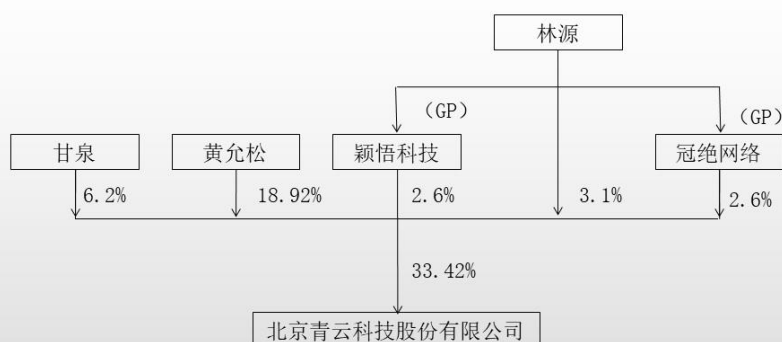 林源
（GP）
（GP）
甘泉
黄允松
颖悟科技
冠绝网络
6.2%
18.92%
2.6%
3.1%
2.6%
33.42%
北京青云科技股份有限公司